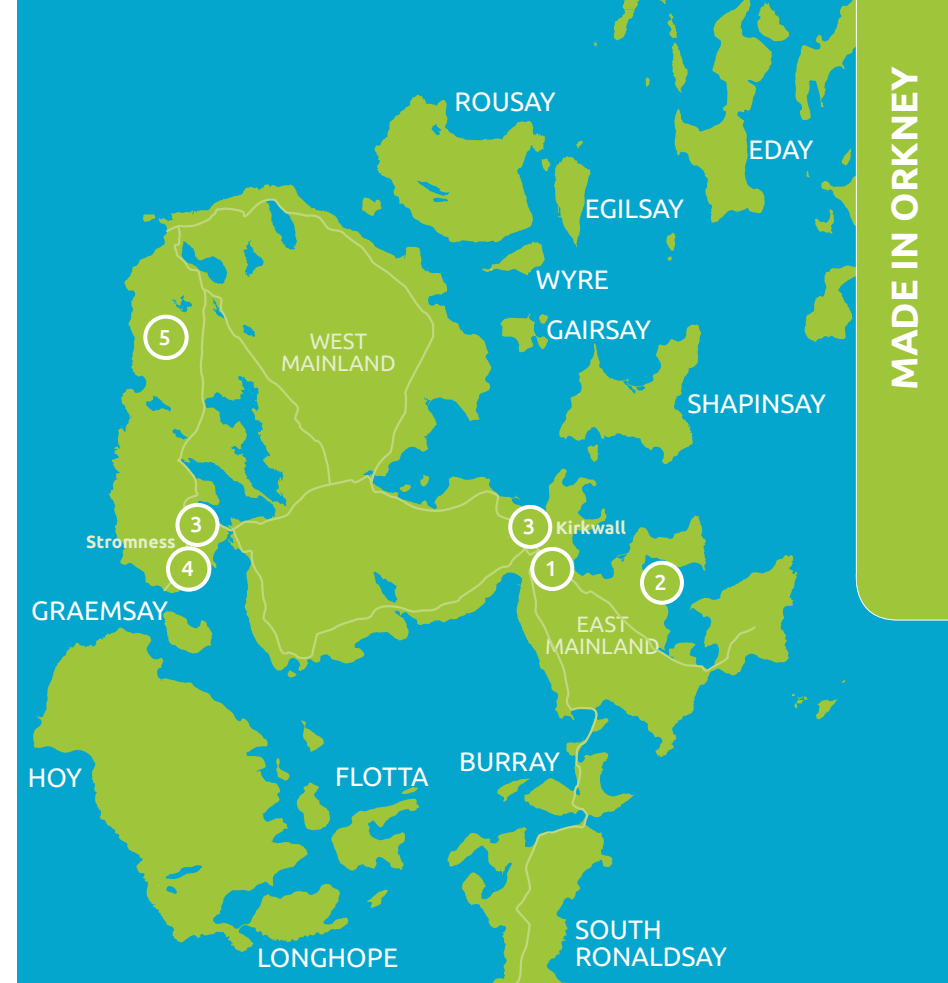 MADE IN ORKNEY
ROUSAY
EDAY
EGILSAY
WYRE
GAIRSAY
WEST
MAINLAND
5
SHAPINSAY
3
Stromness
4
3
Kirkwall
1
2
GRAEMSAY
EAST
MAINLAND
HOY
FLOTTA
BURRAY
LONGHOPE
SOUTH
RONALDSAY